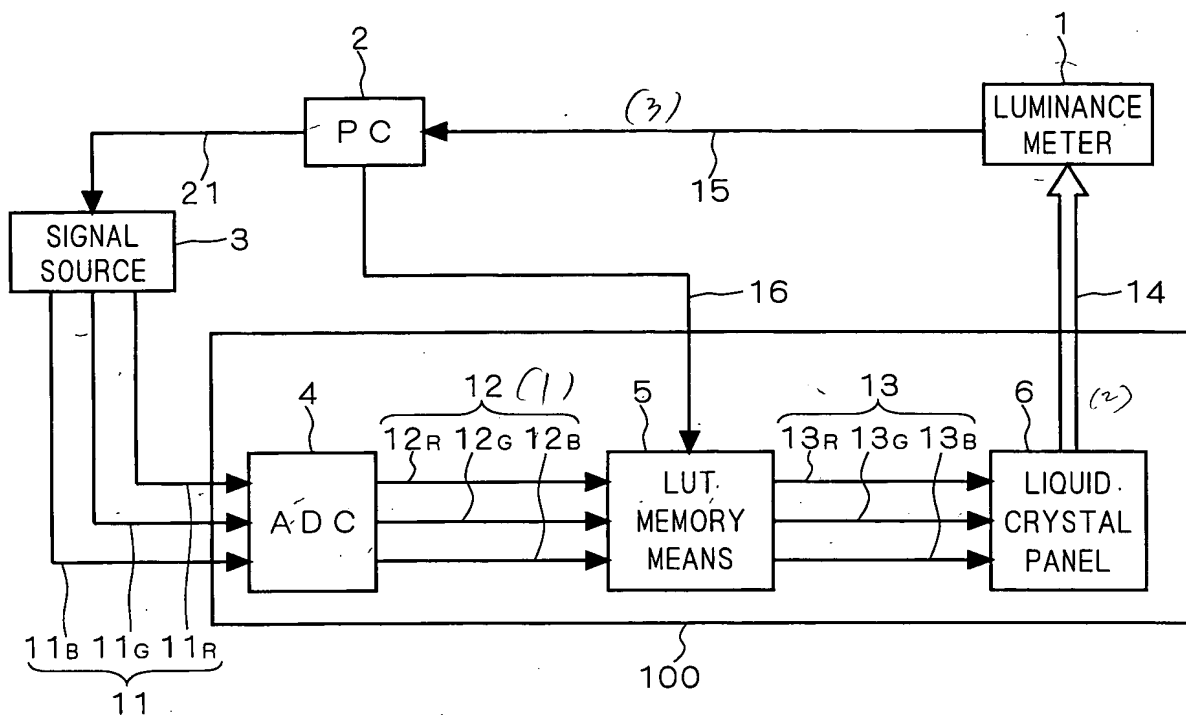 2
1
PC
(3)
LUMINANCE
METER
21
15
SIGNAL
SOURCE
3
16
14
4
12 (1)
5
13
6
(2)
12R 12G 12B
13R 13G 13B
ADC
LUT
MEMORY
MEANS
LIQUID
CRYSTAL
PANEL
11B 11G 11R
11
100